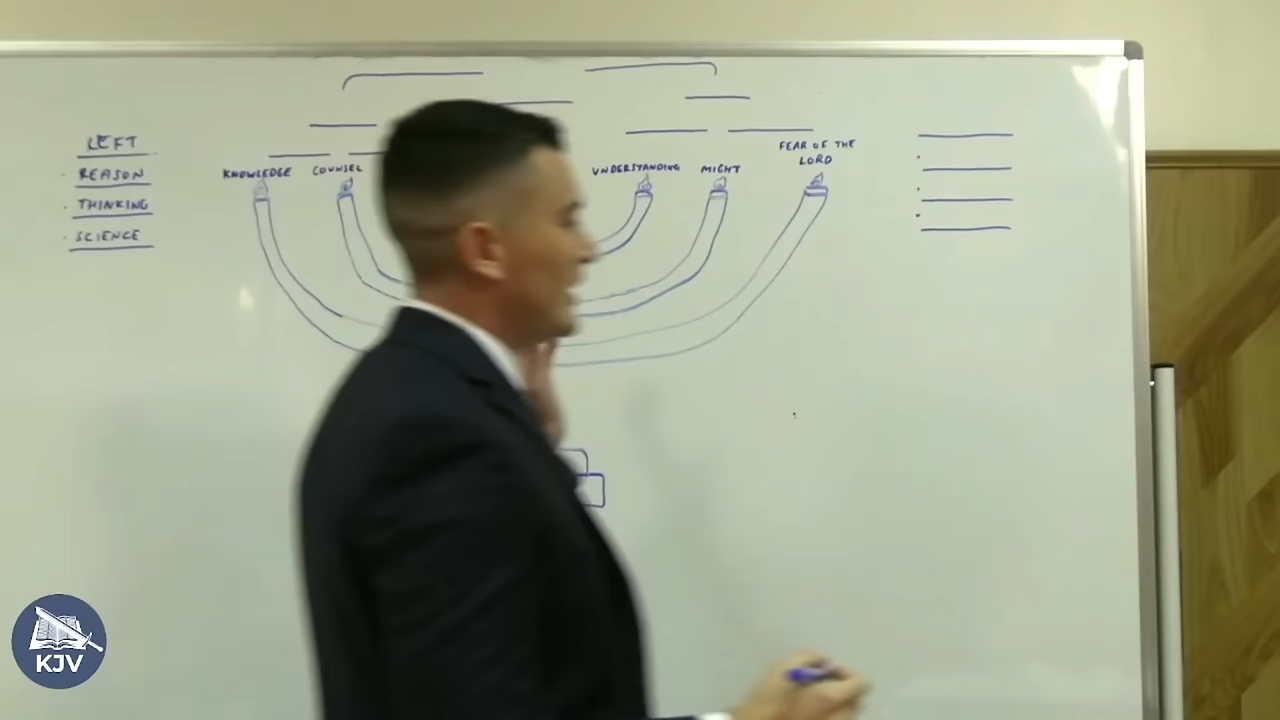 LEFT
REASON
THINKING
SCIENCE
KNOWLEDGE
COUNSEL
UNDERSTANDING
MIGHT
FEAR OF THE
LORD
KJV